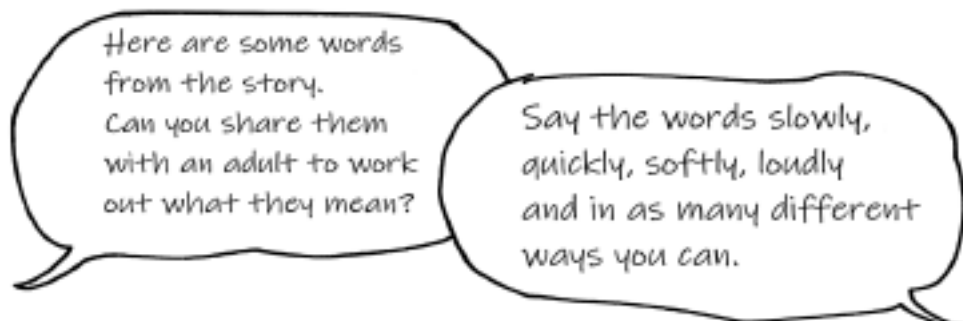 Here are some words
from the story.
Can you share them
with an adult to work
out what they mean?
Say the words slowly,
quickly, softly, loudly
and in as many different
ways you can.